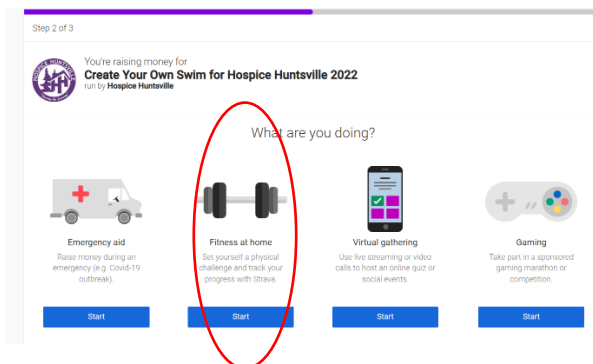 Step 2 of 3
You're raising money for
Create Your Own Swim for Hospice Huntsville 2022
run by Hospice Huntsville
HOSPICE HUNTSVILLE
What are you doing?
Emergency aid
Raise money during an
emergency (e.g. Covid-19
outbreak).
Start
Fitness at home
Set yourself a physical
challenge and track your
progress with Strava.
Start
Virtual gathering
Use live streaming or video
calls to host an online quiz or
social events.
Start
Gaming
Take part in a sponsored
gaming marathon or
competition.
Start